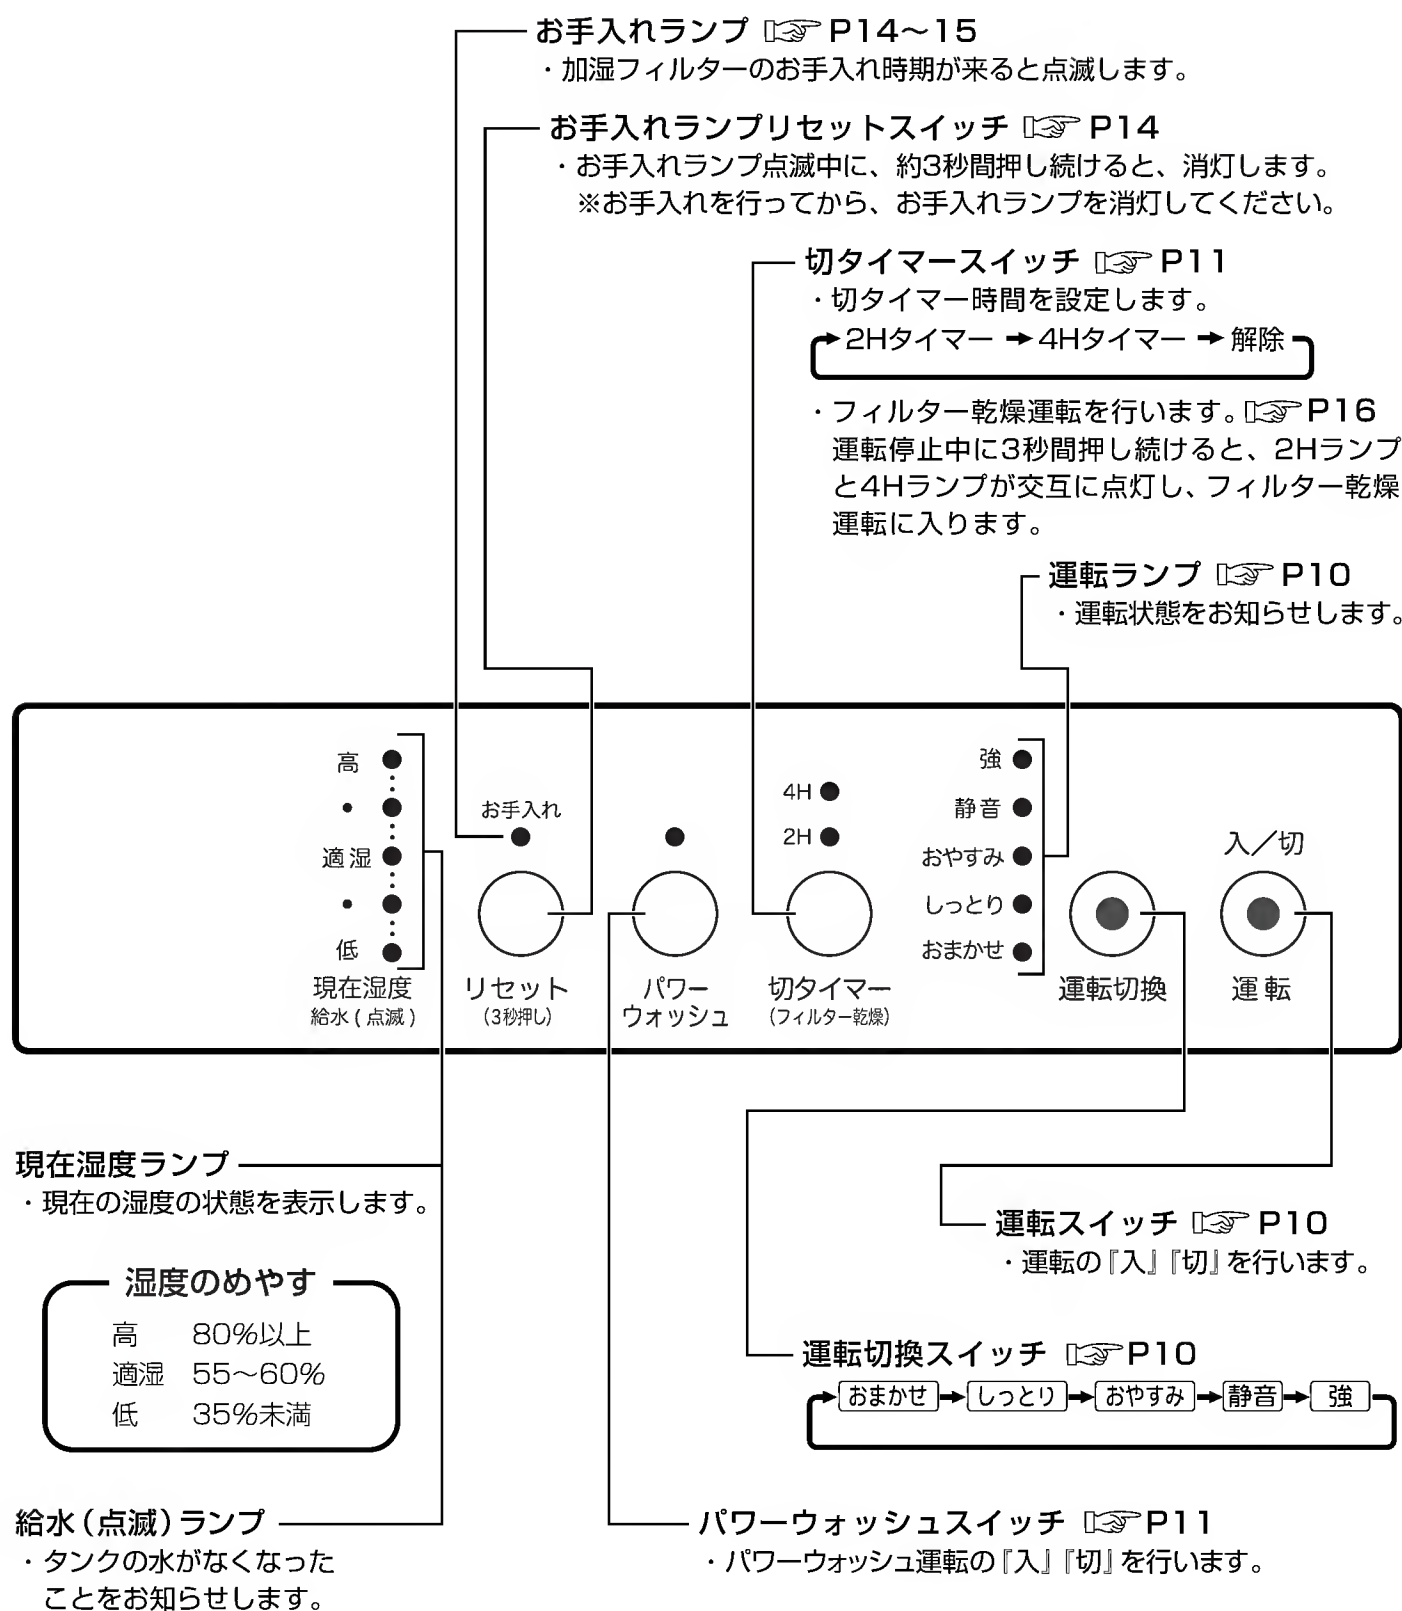 お手入れランプ ☞ P14～15
・加湿フィルターのお手入れ時期が来ると点滅します。
お手入れランプリセットスイッチ ☞ P14
・お手入れランプ点滅中に、約3秒間押し続けると、消灯します。
※お手入れを行ってから、お手入れランプを消灯してください。
切タイマースイッチ ☞ P11
・切タイマー時間を設定します。
→2Hタイマー →4Hタイマー → 解除
・フィルター乾燥運転を行います。☞ P16
運転停止中に3秒間押し続けると、2Hランプ
と4Hランプが交互に点灯し、フィルター乾燥
運転に入ります。
運転ランプ ☞ P10
・運転状態をお知らせします。
高
・
適湿
・
低
現在湿度
給水(点滅)
お手入れ
リセット
(3秒押し)
パワー
ウォッシュ
4H
2H
切タイマー
(フィルター乾燥)
強
静音
おやすみ
しっとり
おまかせ
運転切換
入／切
運転
現在湿度ランプ
・現在の湿度の状態を表示します。
湿度のめやす
高 80%以上
適湿 55～60%
低 35%未満
給水(点滅)ランプ
・タンクの水がなくなった
ことをお知らせします。
運転スイッチ ☞ P10
・運転の『入』『切』を行います。
運転切換スイッチ ☞ P10
→おまかせ→しっとり→おやすみ→静音→強
パワーウォッシュスイッチ ☞ P11
・パワーウォッシュ運転の『入』『切』を行います。